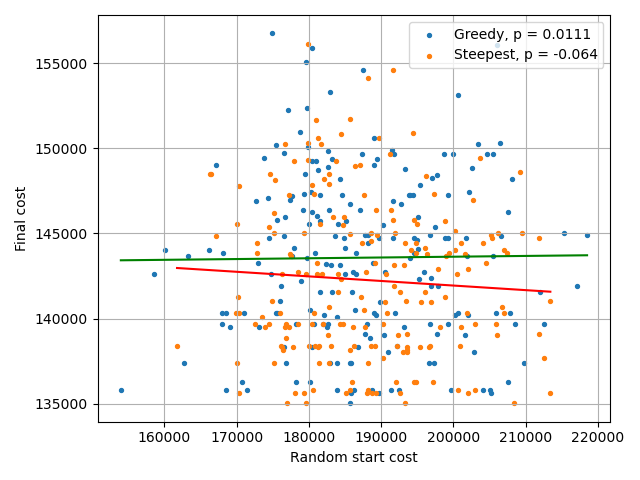 Greedy, p = 0.0111
Steepest, p = -0.064
155000
150000
145000
140000
135000
Final cost
160000 170000 180000 190000 200000 210000 220000
Random start cost